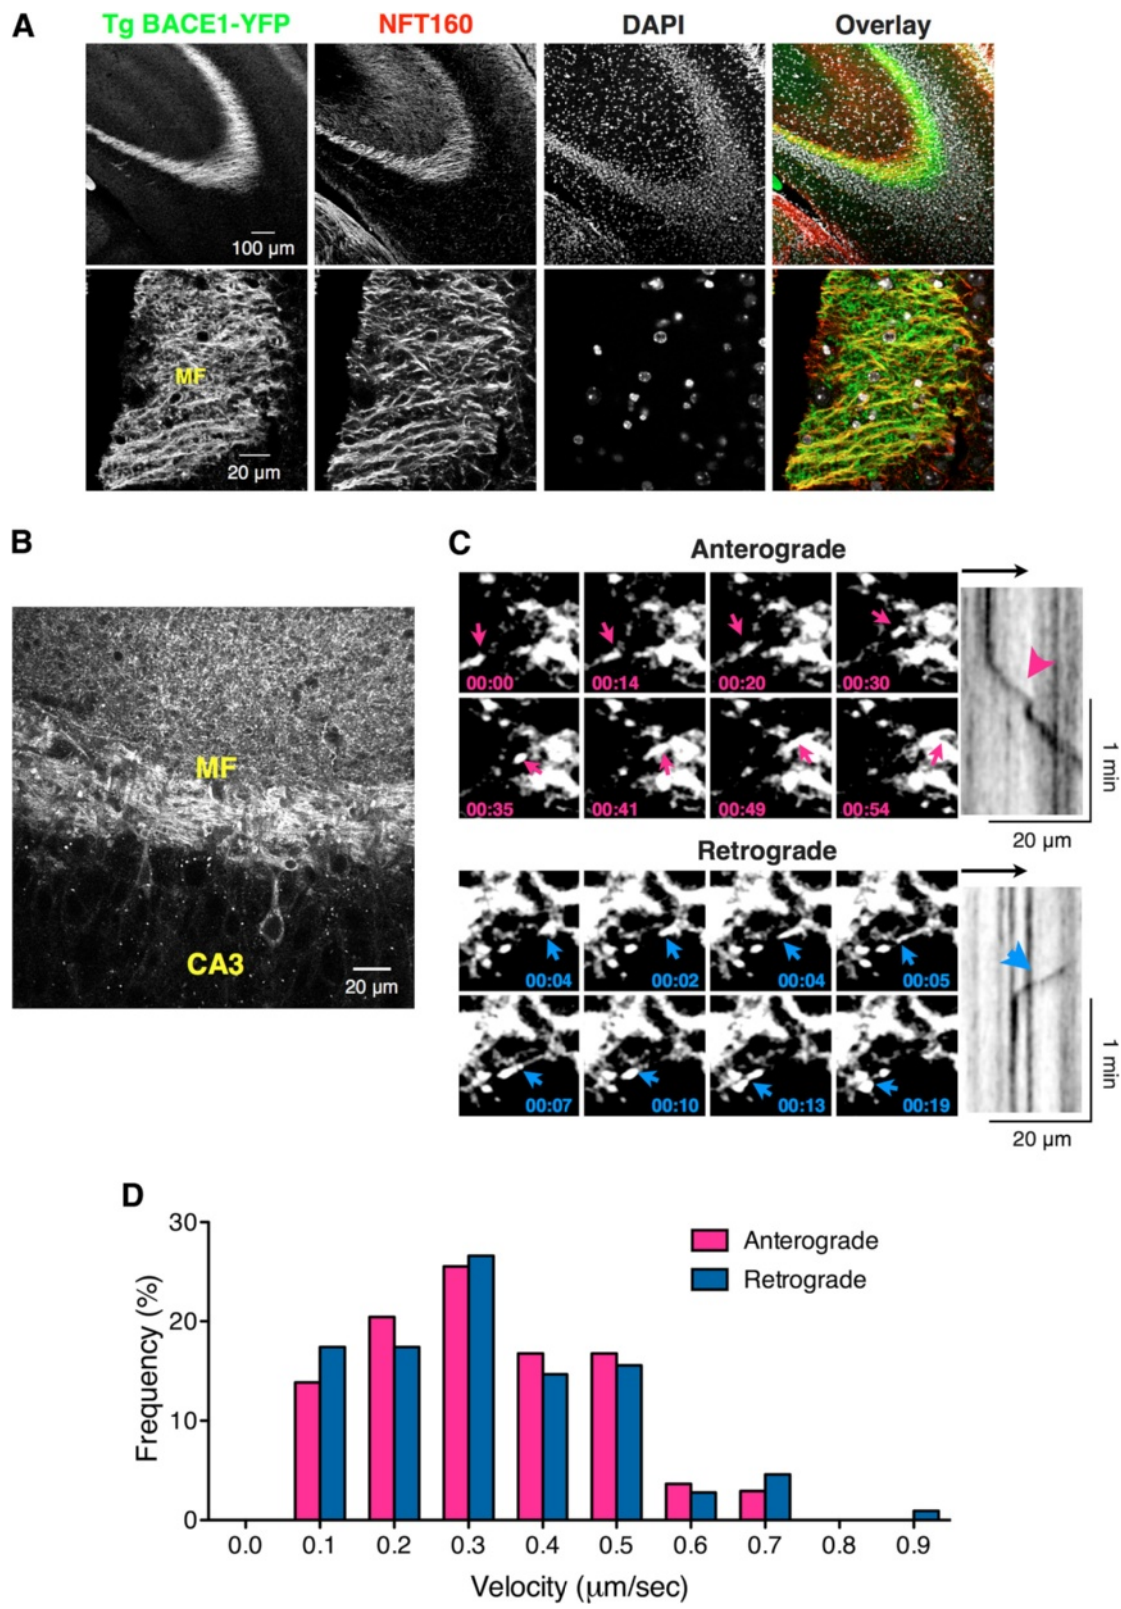 A
Tg BACE1-YFP NFT160 DAPI Overlay
100 µm
MF
20 µm
B
MF
CA3
20 µm
C
Anterograde
00:00 00:14 00:20 00:30
00:35 00:41 00:49 00:54
1 min
20 µm
Retrograde
00:04 00:02 00:04 00:05
00:07 00:10 00:13 00:19
1 min
20 µm
D
30
20
10
0
Frequency (%)
Anterograde
Retrograde
0.0 0.1 0.2 0.3 0.4 0.5 0.6 0.7 0.8 0.9
Velocity (µm/sec)